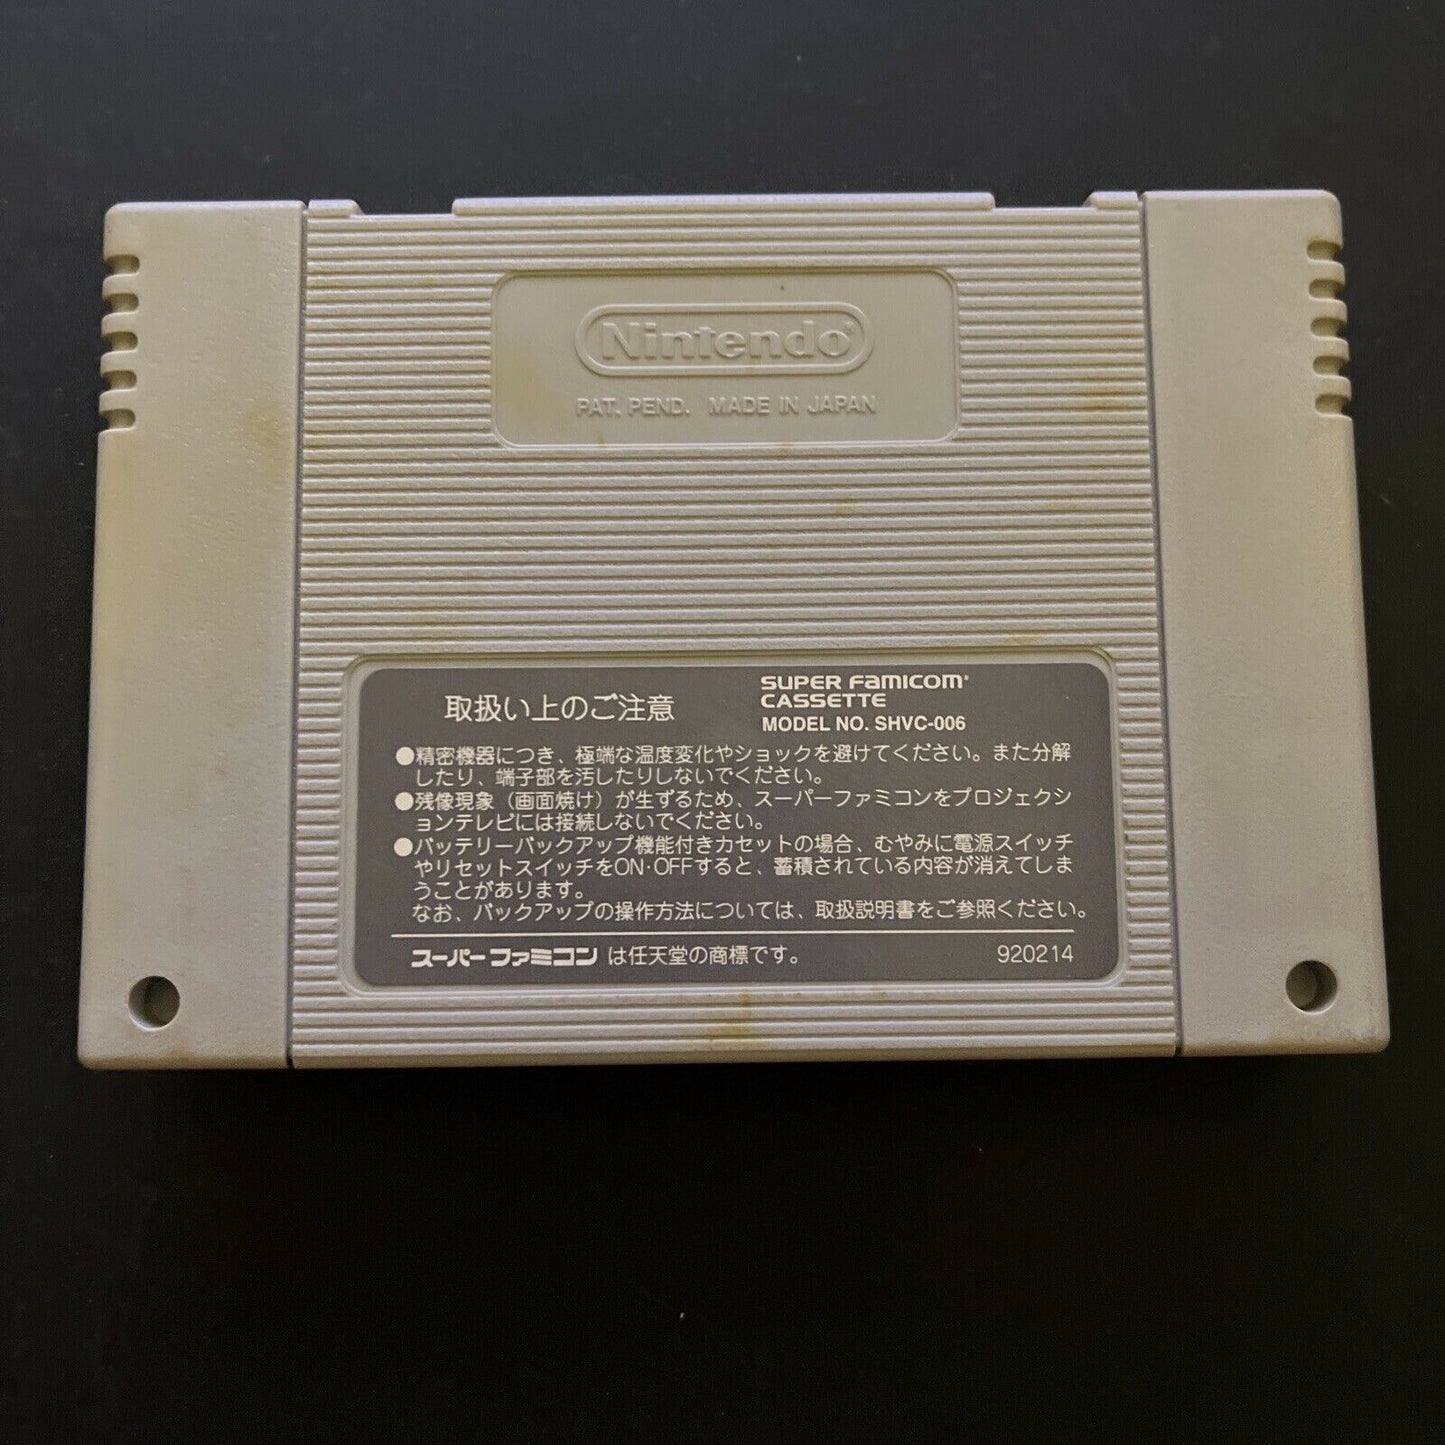 Nintendo®
PAT. PEND. MADE IN JAPAN
取扱い上のご注意
SUPER FAMICOM®
CASSETTE
MODEL NO. SHVC-006
●精密機器につき、極端な温度変化やショックを避けてください。また分解
したり、端子部を汚したりしないでください。
●残像現象（画面焼け）が生ずるため、スーパーファミコンをプロジェクシ
ョンテレビには接続しないでください。
●バッテリーバックアップ機能付きカセットの場合、むやみに電源スイッチ
やリセットスイッチをON・OFFすると、蓄積されている内容が消えてしま
うことがあります。
なお、バックアップの操作方法については、取扱説明書をご参照ください。
スーパーファミコン は任天堂の商標です。
920214